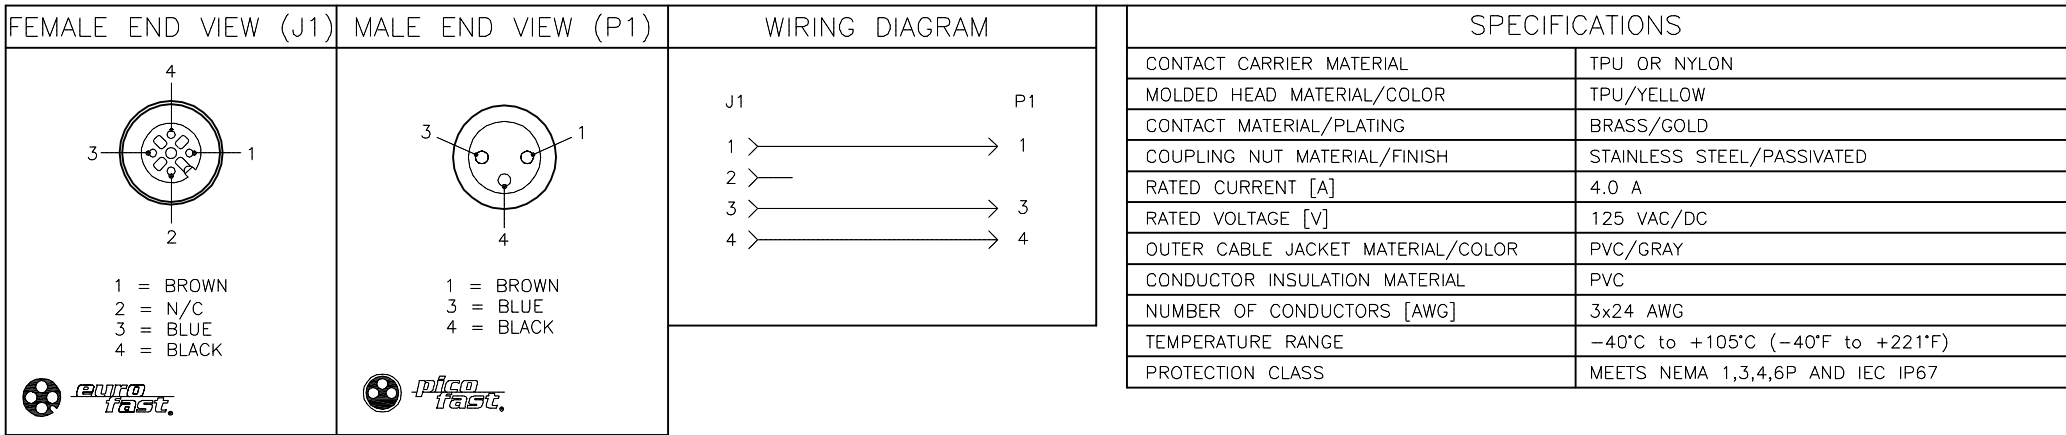 FEMALE END VIEW (J1)
4
3
1
2
1 = BROWN
2 = N/C
3 = BLUE
4 = BLACK
euro
fast.
MALE END VIEW (P1)
3
1
4
1 = BROWN
3 = BLUE
4 = BLACK
pico
fast.
WIRING DIAGRAM
J1 P1
1 1
2
3 3
4 4
SPECIFICATIONS
CONTACT CARRIER MATERIAL TPU OR NYLON
MOLDED HEAD MATERIAL/COLOR TPU/YELLOW
CONTACT MATERIAL/PLATING BRASS/GOLD
COUPLING NUT MATERIAL/FINISH STAINLESS STEEL/PASSIVATED
RATED CURRENT [A] 4.0 A
RATED VOLTAGE [V] 125 VAC/DC
OUTER CABLE JACKET MATERIAL/COLOR PVC/GRAY
CONDUCTOR INSULATION MATERIAL PVC
NUMBER OF CONDUCTORS [AWG] 3x24 AWG
TEMPERATURE RANGE -40°C to +105°C (-40°F to +221°F)
PROTECTION CLASS MEETS NEMA 1,3,4,6P AND IEC IP67